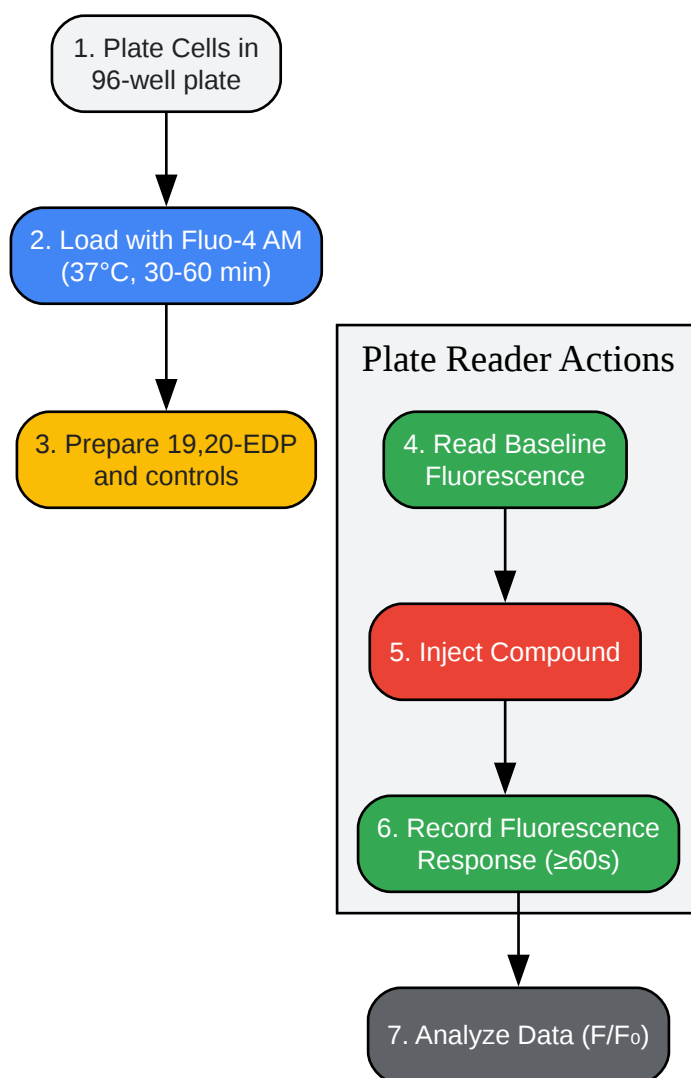 1. Plate Cells in
96-well plate
2. Load with Fluo-4 AM
(37°C, 30-60 min)
3. Prepare 19,20-EDP
and controls
Plate Reader Actions
4. Read Baseline
Fluorescence
5. Inject Compound
6. Record Fluorescence
Response (≥60s)
7. Analyze Data (F/F₀)